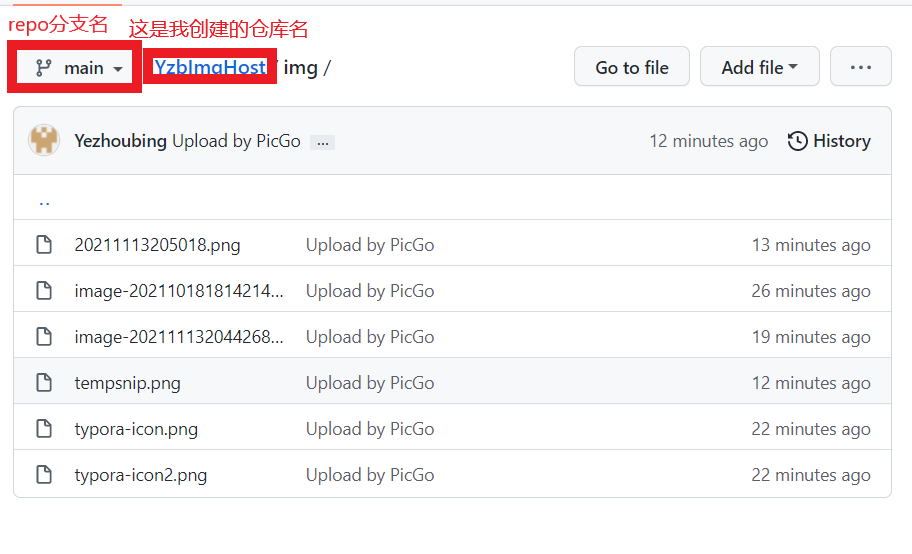 repo分支名 这是我创建的仓库名
main YzbImgHost / img / Go to file Add file ...
Yezhoubing Upload by PicGo ... 12 minutes ago History
..
20211113205018.png Upload by PicGo 13 minutes ago
image-202110181814214... Upload by PicGo 26 minutes ago
image-202111132044268... Upload by PicGo 19 minutes ago
tempsnip.png Upload by PicGo 12 minutes ago
typora-icon.png Upload by PicGo 22 minutes ago
typora-icon2.png Upload by PicGo 22 minutes ago